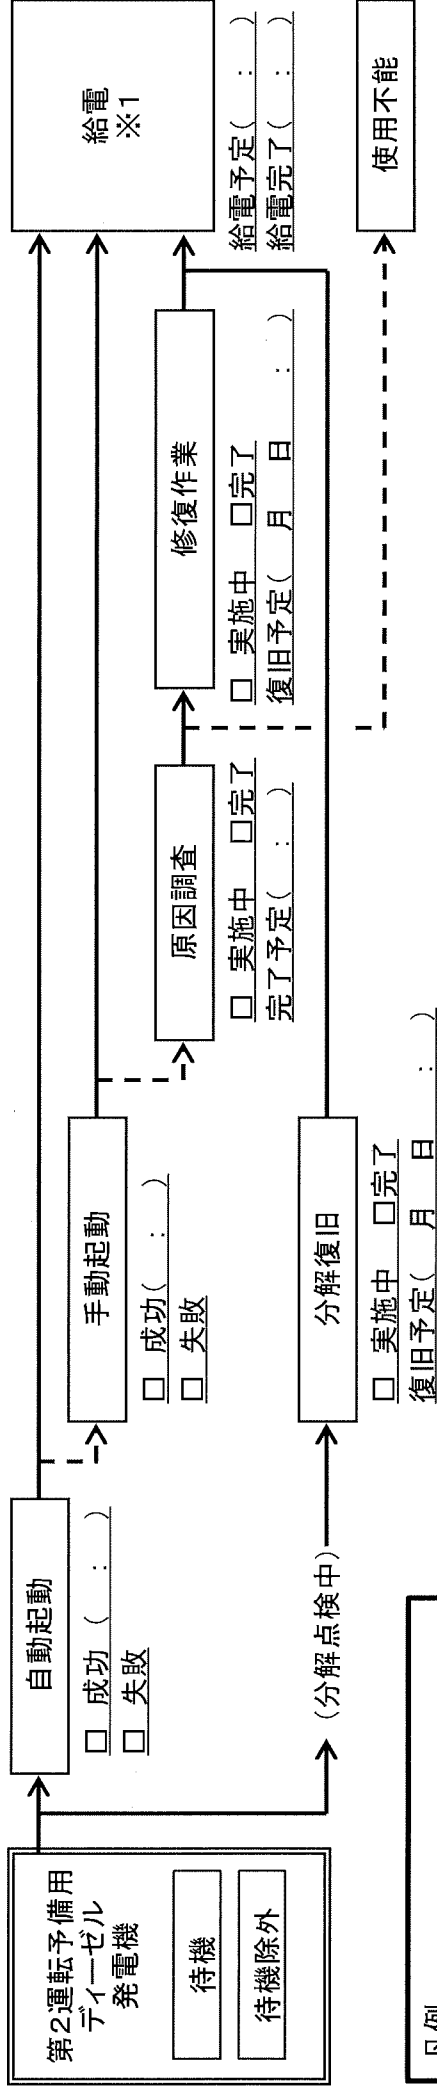 第2運転予備用
ディーゼル
発電機
待機
待機除外
自動起動
□ 成功 (　:　)
□ 失敗
手動起動
□ 成功(　:　)
□ 失敗
原因調査
□ 実施中 □完了
完了予定(　:　)
修復作業
□ 実施中 □完了
復旧予定(　月　日　:　)
給電
※1
給電予定(　:　)
給電完了(　:　)
使用不能
(分解点検中)
分解復旧
□ 実施中 □完了
復旧予定(　月　日　:　)
凡例